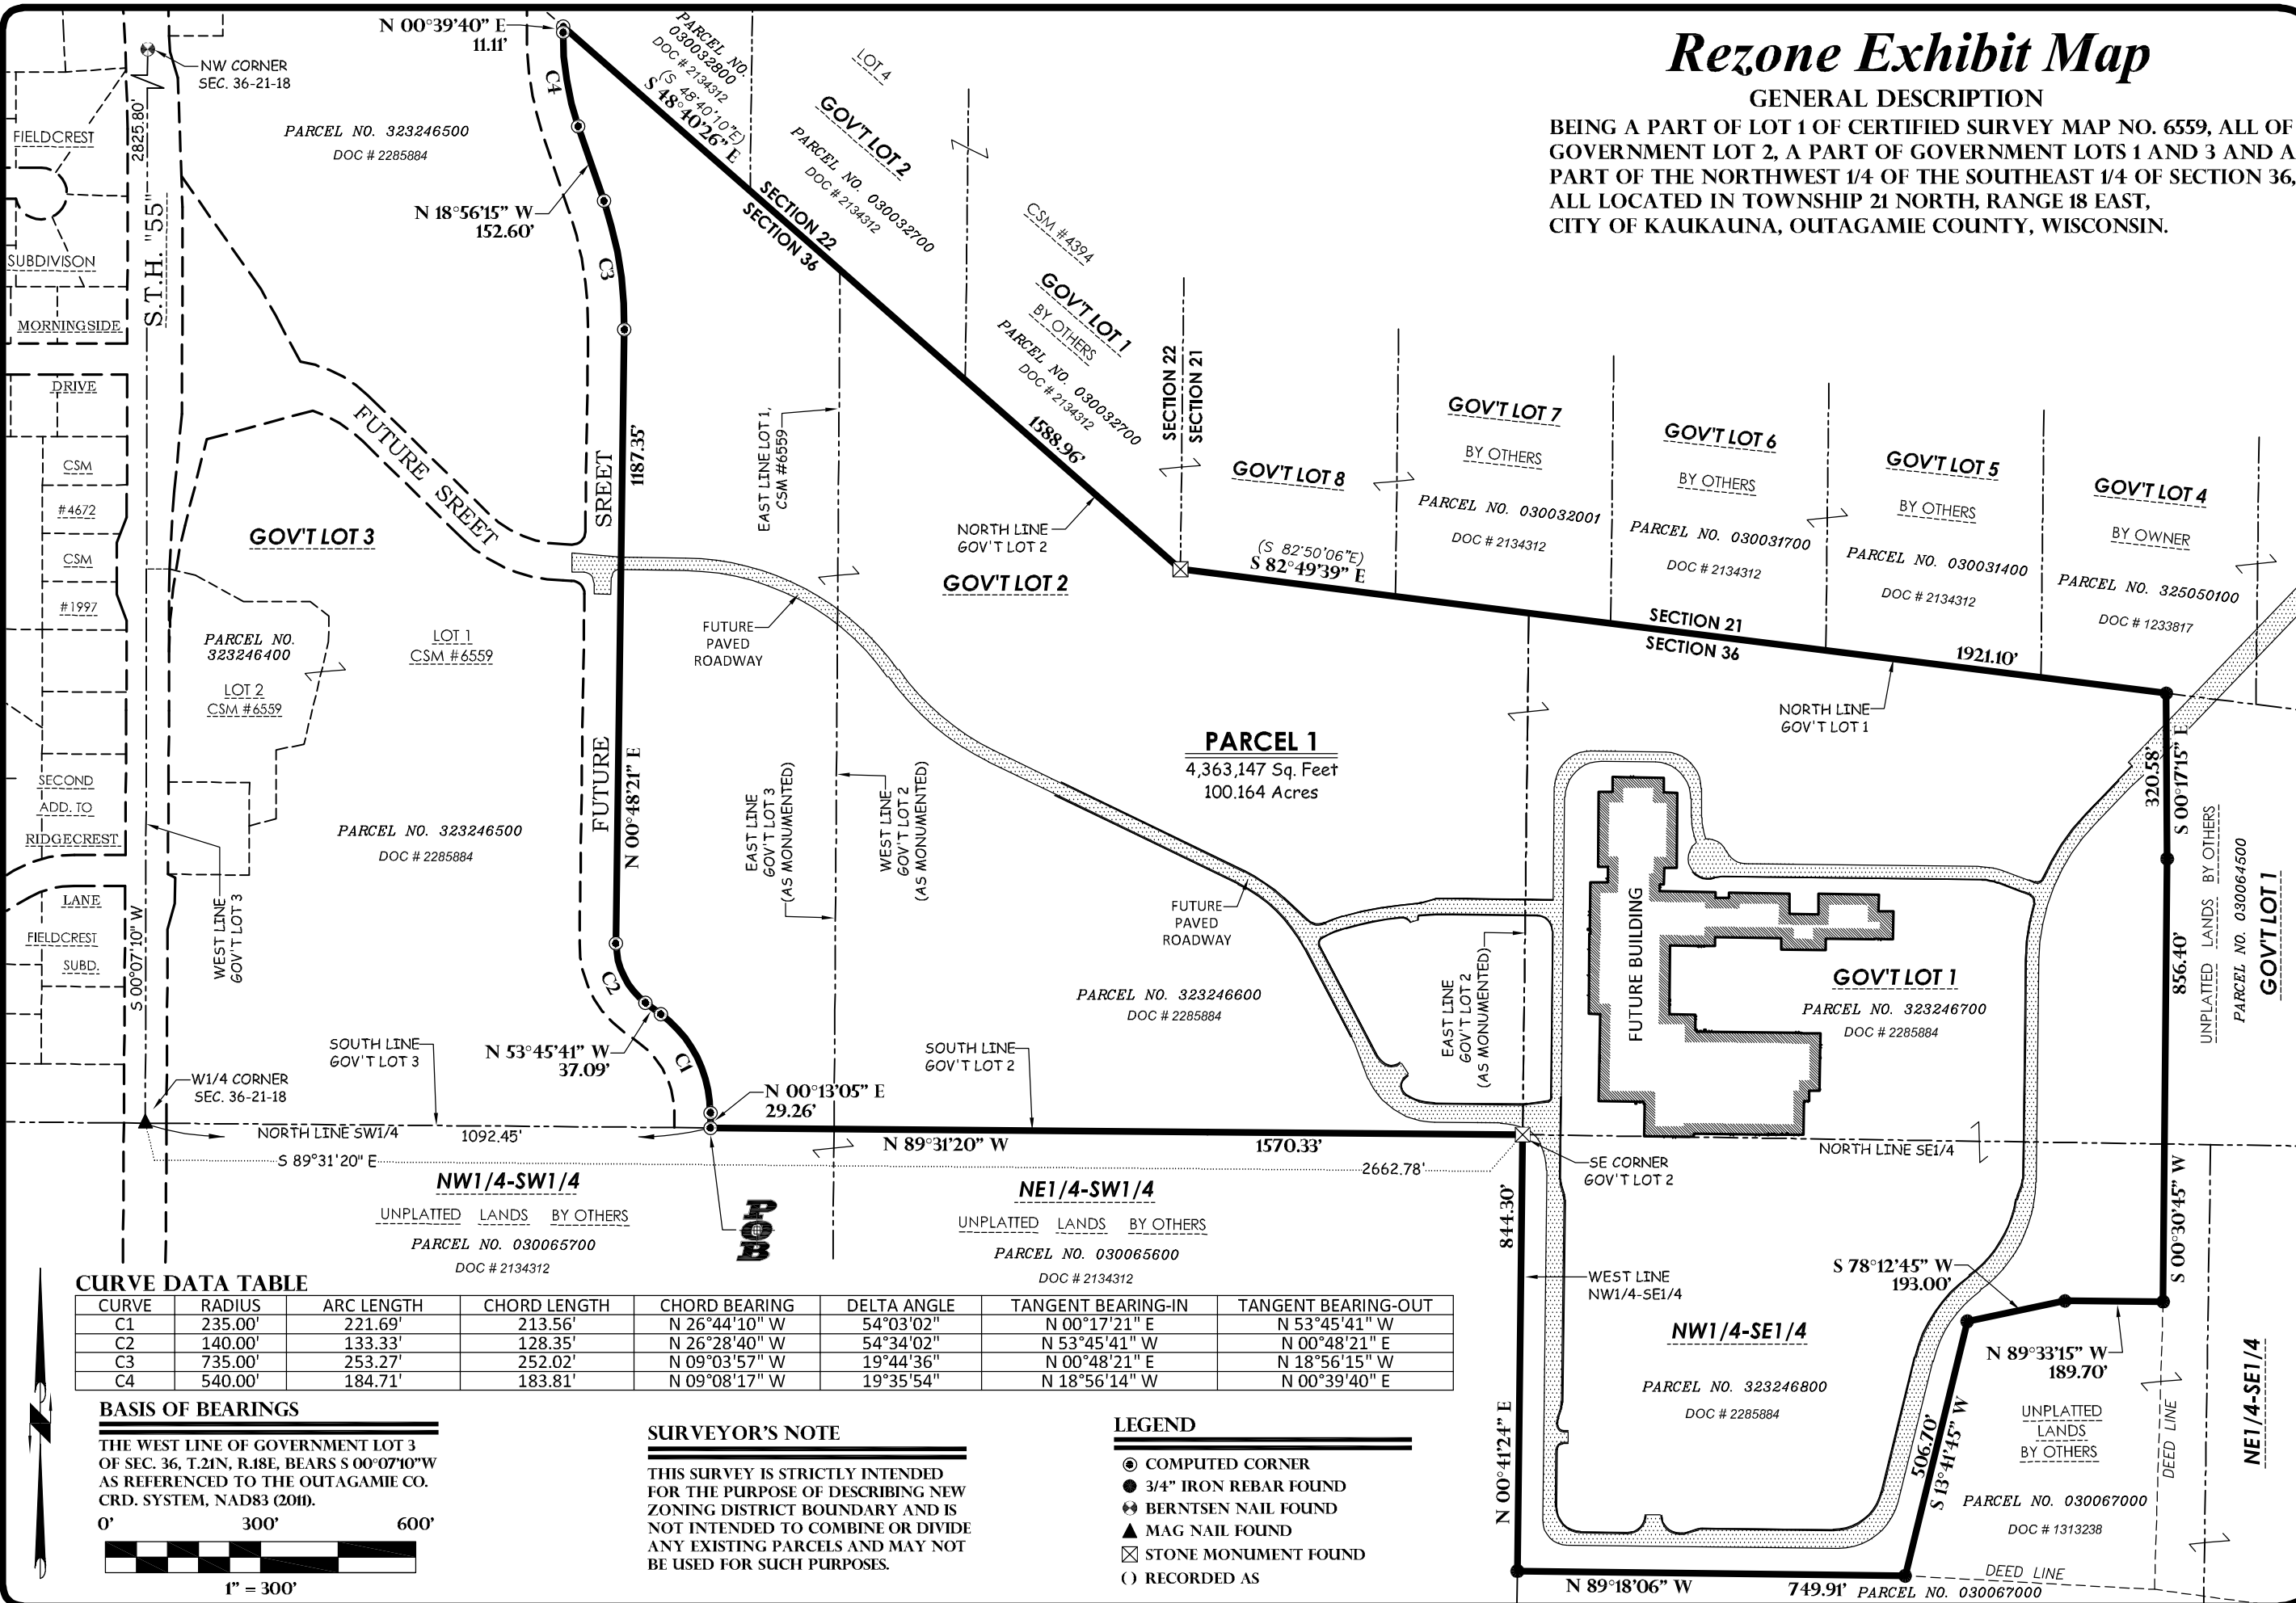 Rezone Exhibit Map
GENERAL DESCRIPTION
BEING A PART OF LOT 1 OF CERTIFIED SURVEY MAP NO. 6559, ALL OF
GOVERNMENT LOT 2, A PART OF GOVERNMENT LOTS 1 AND 3 AND A
PART OF THE NORTHWEST 1/4 OF THE SOUTHEAST 1/4 OF SECTION 36,
ALL LOCATED IN TOWNSHIP 21 NORTH, RANGE 18 EAST,
CITY OF KAUKAUNA, OUTAGAMIE COUNTY, WISCONSIN.
N 00°39'40" E
11.11'
NW CORNER
SEC. 36-21-18
2825.80'
S.T.H. "55"
FIELDCREST
SUBDIVISON
MORNINGSIDE
DRIVE
CSM
#4672
CSM
#1997
SECOND
ADD. TO
RIDGECREST
LANE
FIELDCREST
SUBD.
S 00°07'10" W
PARCEL NO. 323246500
DOC # 2285884
C4
N 18°56'15" W
152.60'
C3
PARCEL NO.
030032800
DOC # 2134312
(S 48°40'10"E)
S 48°40'26" E
LOT 4
GOV'T LOT 2
PARCEL NO. 030032700
DOC # 2134312
SECTION 22
SECTION 36
CSM #4394
GOV'T LOT 1
BY OTHERS
PARCEL NO. 030032700
DOC # 2134312
1588.96'
SECTION 22
SECTION 21
FUTURE SREET
SREET
FUTURE
1187.35'
N 00°48'21" E
EAST LINE LOT 1,
CSM #6559
NORTH LINE
GOV'T LOT 2
GOV'T LOT 2
GOV'T LOT 8
(S 82°50'06"E)
S 82°49'39" E
GOV'T LOT 7
BY OTHERS
PARCEL NO. 030032001
DOC # 2134312
GOV'T LOT 6
BY OTHERS
PARCEL NO. 030031700
DOC # 2134312
GOV'T LOT 5
BY OTHERS
PARCEL NO. 030031400
DOC # 2134312
GOV'T LOT 4
BY OWNER
PARCEL NO. 325050100
DOC # 1233817
SECTION 21
SECTION 36
1921.10'
NORTH LINE
GOV'T LOT 1
GOV'T LOT 3
PARCEL NO.
323246400
LOT 2
CSM #6559
LOT 1
CSM #6559
FUTURE
PAVED
ROADWAY
PARCEL 1
4,363,147 Sq. Feet
100.164 Acres
320.58'
S 00°17'15" E
UNPLATTED LANDS BY OTHERS
PARCEL NO. 030064500
GOV'T LOT 1
856.40'
S 00°30'45" W
PARCEL NO. 323246500
DOC # 2285884
WEST LINE
GOV'T LOT 3
EAST LINE
GOV'T LOT 3
(AS MONUMENTED)
WEST LINE
GOV'T LOT 2
(AS MONUMENTED)
FUTURE
PAVED
ROADWAY
PARCEL NO. 323246600
DOC # 2285884
EAST LINE
GOV'T LOT 2
(AS MONUMENTED)
FUTURE BUILDING
GOV'T LOT 1
PARCEL NO. 323246700
DOC # 2285884
C2
C1
N 53°45'41" W
37.09'
SOUTH LINE
GOV'T LOT 3
SOUTH LINE
GOV'T LOT 2
N 00°13'05" E
29.26'
W1/4 CORNER
SEC. 36-21-18
NORTH LINE SW1/4
1092.45'
S 89°31'20" E
N 89°31'20" W
1570.33'
2662.78'
NORTH LINE SE1/4
SE CORNER
GOV'T LOT 2
NW1/4-SW1/4
UNPLATTED LANDS BY OTHERS
PARCEL NO. 030065700
DOC # 2134312
POB
NE1/4-SW1/4
UNPLATTED LANDS BY OTHERS
PARCEL NO. 030065600
DOC # 2134312
844.30'
N 00°41'24" E
WEST LINE
NW1/4-SE1/4
NW1/4-SE1/4
PARCEL NO. 323246800
DOC # 2285884
S 78°12'45" W
193.00'
N 89°33'15" W
189.70'
506.70'
S 13°41'45" W
UNPLATTED
LANDS
BY OTHERS
PARCEL NO. 030067000
DOC # 1313238
DEED LINE
DEED LINE
NE1/4-SE1/4
N 89°18'06" W
749.91'
PARCEL NO. 030067000
CURVE DATA TABLE
CURVE RADIUS ARC LENGTH CHORD LENGTH CHORD BEARING DELTA ANGLE TANGENT BEARING-IN TANGENT BEARING-OUT
C1 235.00' 221.69' 213.56' N 26°44'10" W 54°03'02" N 00°17'21" E N 53°45'41" W
C2 140.00' 133.33' 128.35' N 26°28'40" W 54°34'02" N 53°45'41" W N 00°48'21" E
C3 735.00' 253.27' 252.02' N 09°03'57" W 19°44'36" N 00°48'21" E N 18°56'15" W
C4 540.00' 184.71' 183.81' N 09°08'17" W 19°35'54" N 18°56'14" W N 00°39'40" E
BASIS OF BEARINGS
THE WEST LINE OF GOVERNMENT LOT 3
OF SEC. 36, T.21N, R.18E, BEARS S 00°07'10"W
AS REFERENCED TO THE OUTAGAMIE CO.
CRD. SYSTEM, NAD83 (2011).
0' 300' 600'
1" = 300'
SURVEYOR'S NOTE
THIS SURVEY IS STRICTLY INTENDED
FOR THE PURPOSE OF DESCRIBING NEW
ZONING DISTRICT BOUNDARY AND IS
NOT INTENDED TO COMBINE OR DIVIDE
ANY EXISTING PARCELS AND MAY NOT
BE USED FOR SUCH PURPOSES.
LEGEND
COMPUTED CORNER
3/4" IRON REBAR FOUND
BERNTSEN NAIL FOUND
MAG NAIL FOUND
STONE MONUMENT FOUND
( ) RECORDED AS